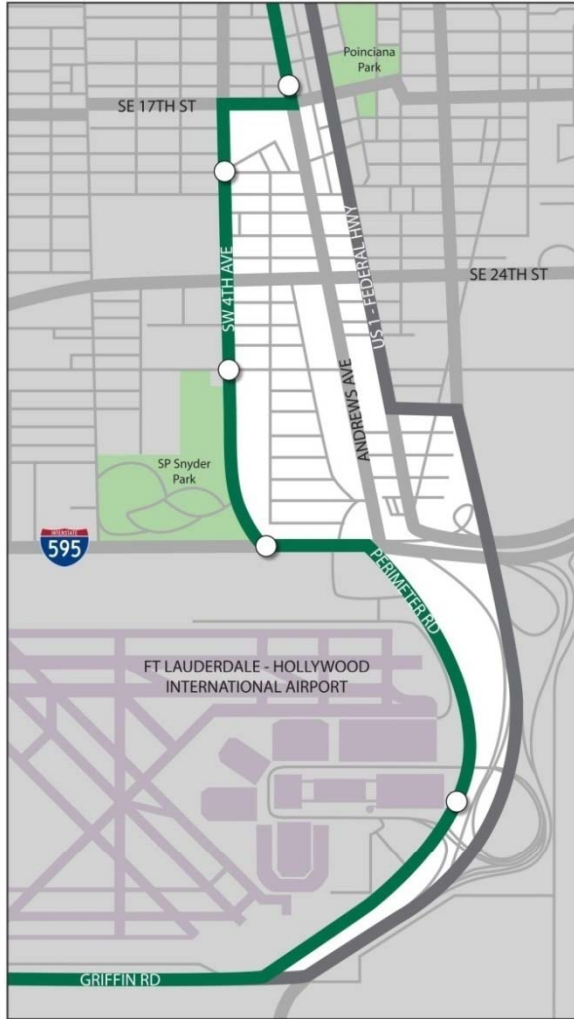 Poinciana
Park
SE 17TH ST
SW 4TH AVE
US 1 - FEDERAL HWY
SE 24TH ST
ANDREWS AVE
SP Snyder
Park
INTERSTATE
595
PERIMETER RD
FT LAUDERDALE - HOLLYWOOD
INTERNATIONAL AIRPORT
GRIFFIN RD